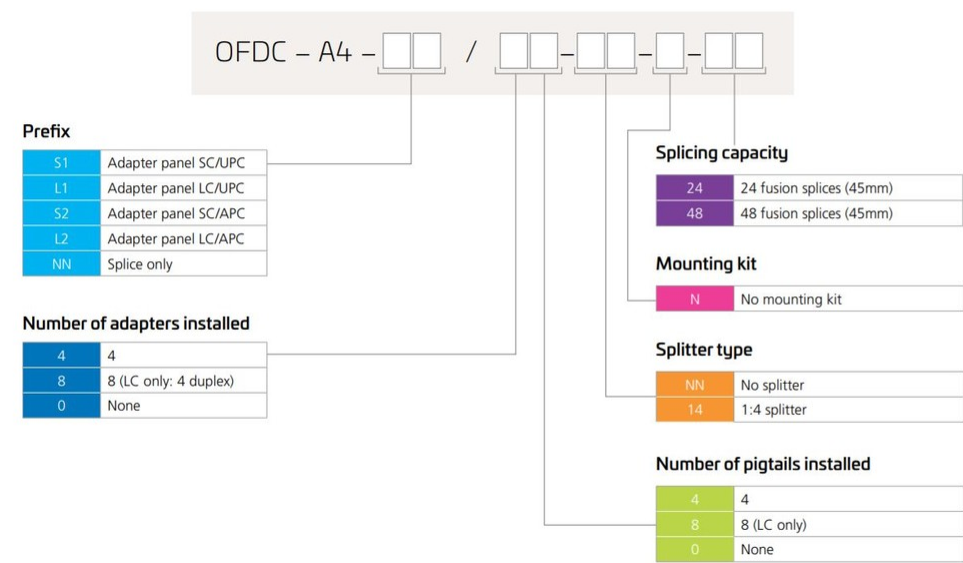 OFDC – A4 – / – – –
Prefix
S1 Adapter panel SC/UPC
L1 Adapter panel LC/UPC
S2 Adapter panel SC/APC
L2 Adapter panel LC/APC
NN Splice only
Number of adapters installed
4 4
8 8 (LC only: 4 duplex)
0 None
Splicing capacity
24 24 fusion splices (45mm)
48 48 fusion splices (45mm)
Mounting kit
N No mounting kit
Splitter type
NN No splitter
14 1:4 splitter
Number of pigtails installed
4 4
8 8 (LC only)
0 None